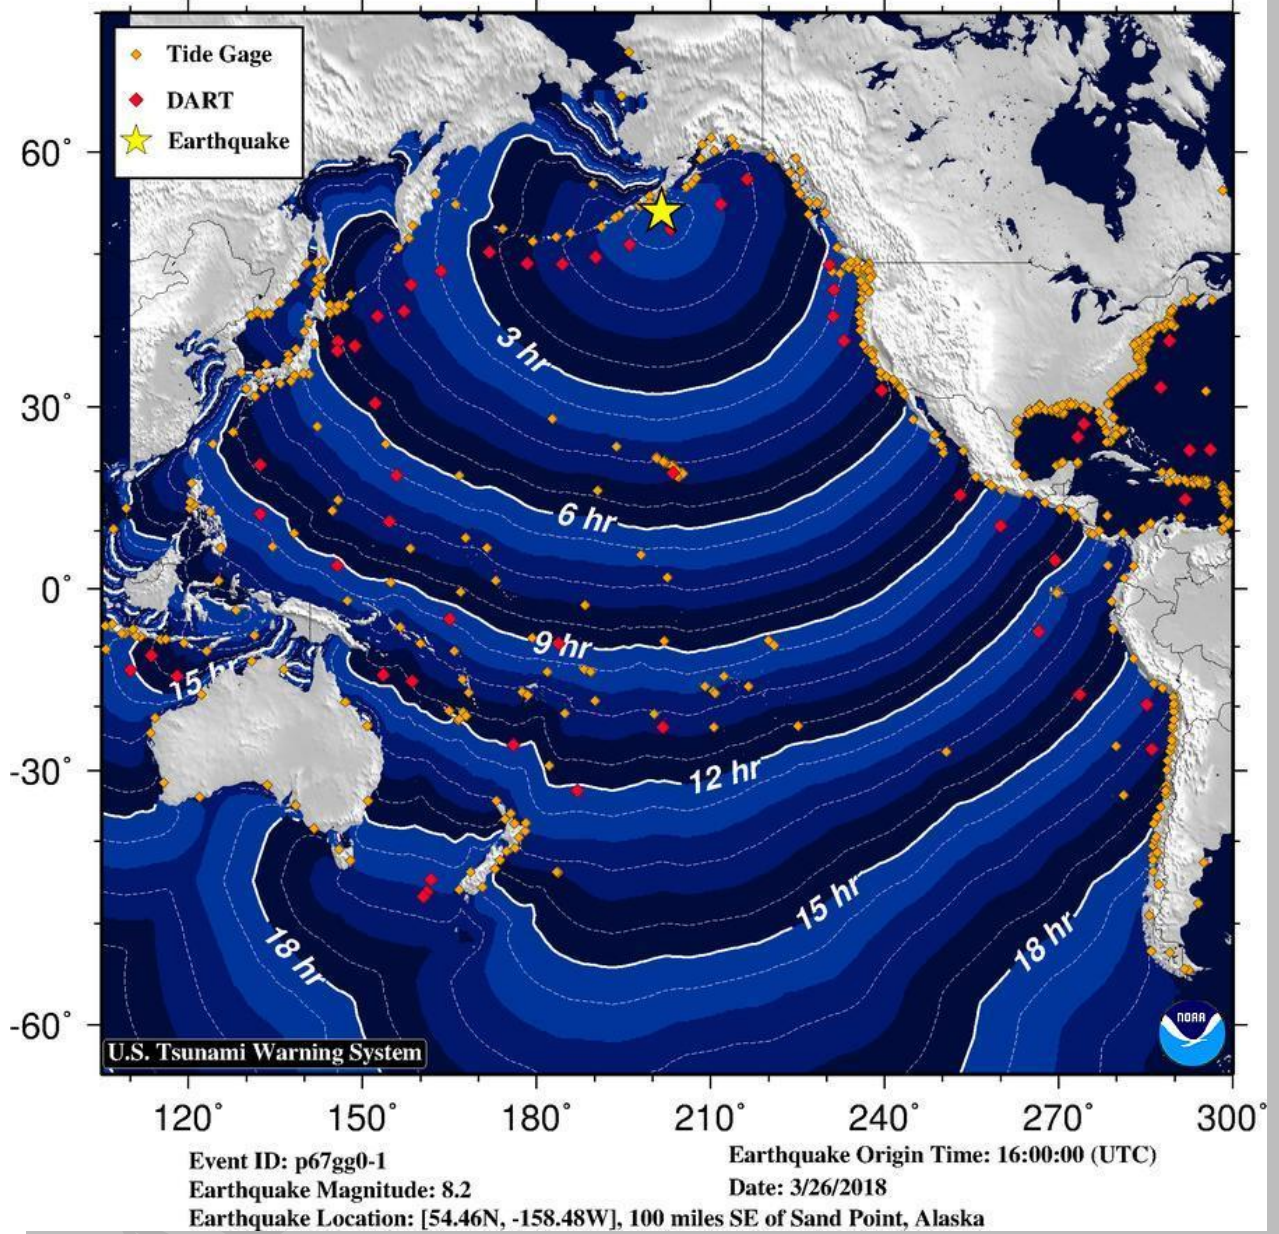 Tide Gage
DART
Earthquake
60°
30°
0°
-30°
-60°
3 hr
6 hr
9 hr
12 hr
15 hr
15 hr
18 hr
18 hr
NOAA
U.S. Tsunami Warning System
120° 150° 180° 210° 240° 270° 300°
Event ID: p67gg0-1
Earthquake Magnitude: 8.2
Earthquake Origin Time: 16:00:00 (UTC)
Date: 3/26/2018
Earthquake Location: [54.46N, -158.48W], 100 miles SE of Sand Point, Alaska